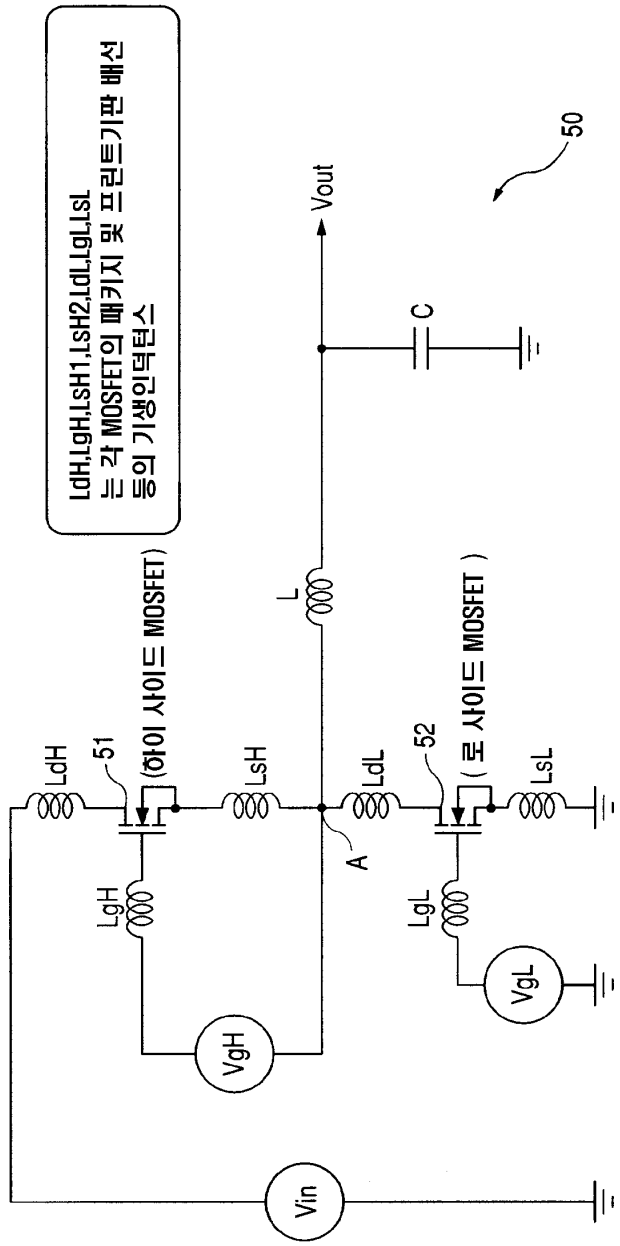 LdH,LgH,LsH1,LsH2,LdL,LgL,LsL
는 각 MOSFET의 패키지 및 프린트기판 배선
등의 기생인덕턴스
LdH
51
(하이 사이드 MOSFET)
LgH
LsH
VgH
Vin
A
L
Vout
C
50
LdL
52
( 로 사이드 MOSFET )
LgL
LsL
VgL